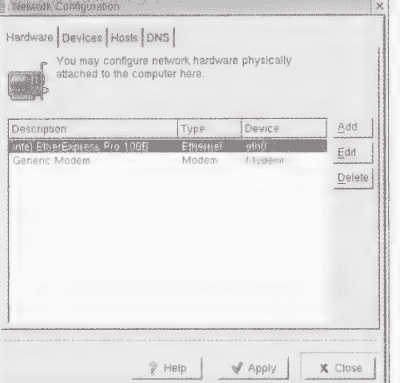 Network Configuration
Hardware Devices Hosts DNS
You may configure network hardware physically
attached to the computer here.
Description Type Device
Intel EtherExpress Pro 100B Ethernet eth0
Generic Modem Modem
Add
Edit
Delete
Help Apply Close